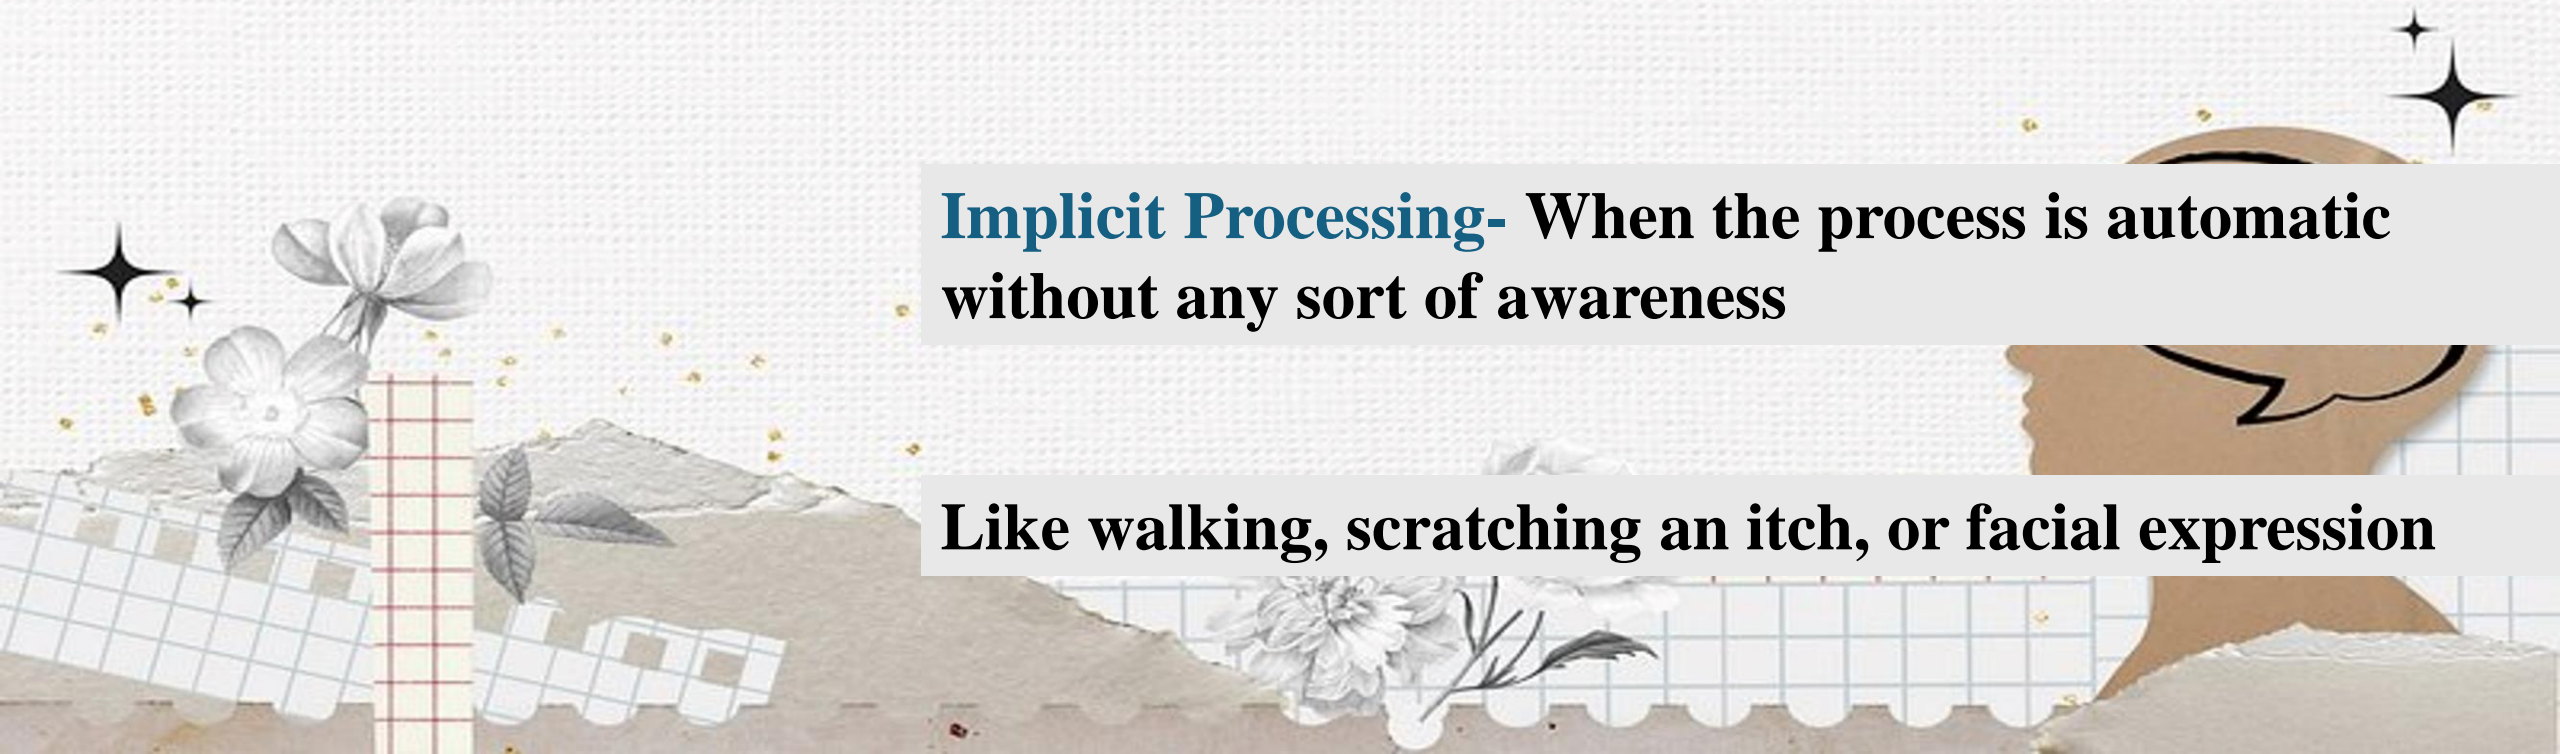 Implicit Processing- When the process is automatic
without any sort of awareness
Like walking, scratching an itch, or facial expression